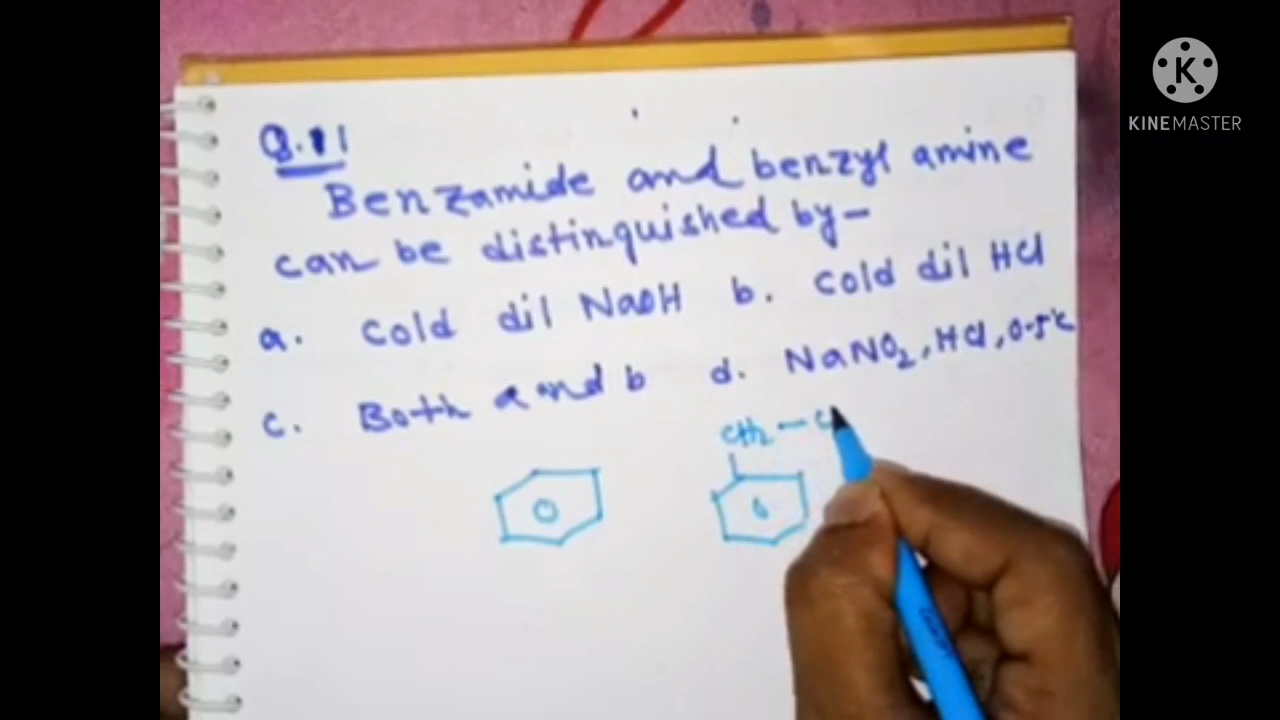 Q.11
Benzamide and benzyl amine
can be distinquished by-
a. Cold dil NaOH b. Cold dil HCl
c. Both a and b d. NaNO₂, HCl, 0-5°C
CH₂ - C
KINEMASTER